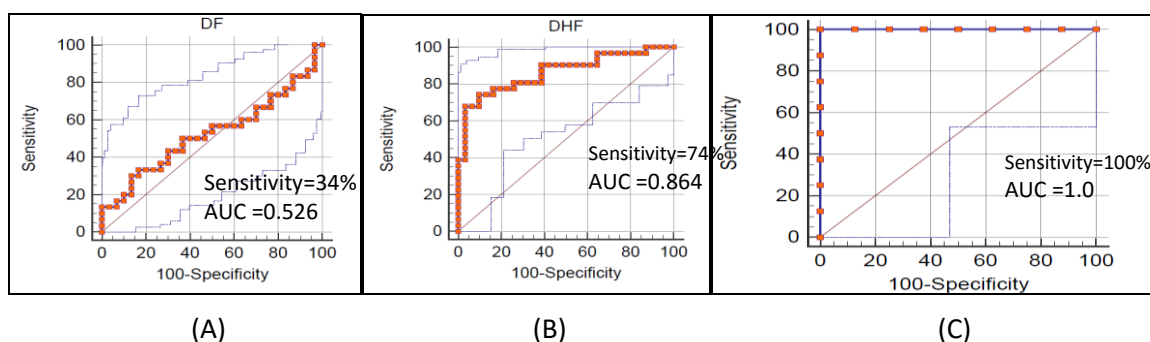 DF
100
80
60
40
20
0
Sensitivity
Sensitivity=34%
AUC =0.526
0 20 40 60 80 100
100-Specificity
(A)
DHF
100
80
60
40
20
0
Sensitivity
Sensitivity=74%
AUC =0.864
0 20 40 60 80 100
100-Specificity
(B)
100
80
60
40
20
0
Sensitivity
Sensitivity=100%
AUC =1.0
0 20 40 60 80 100
100-Specificity
(C)